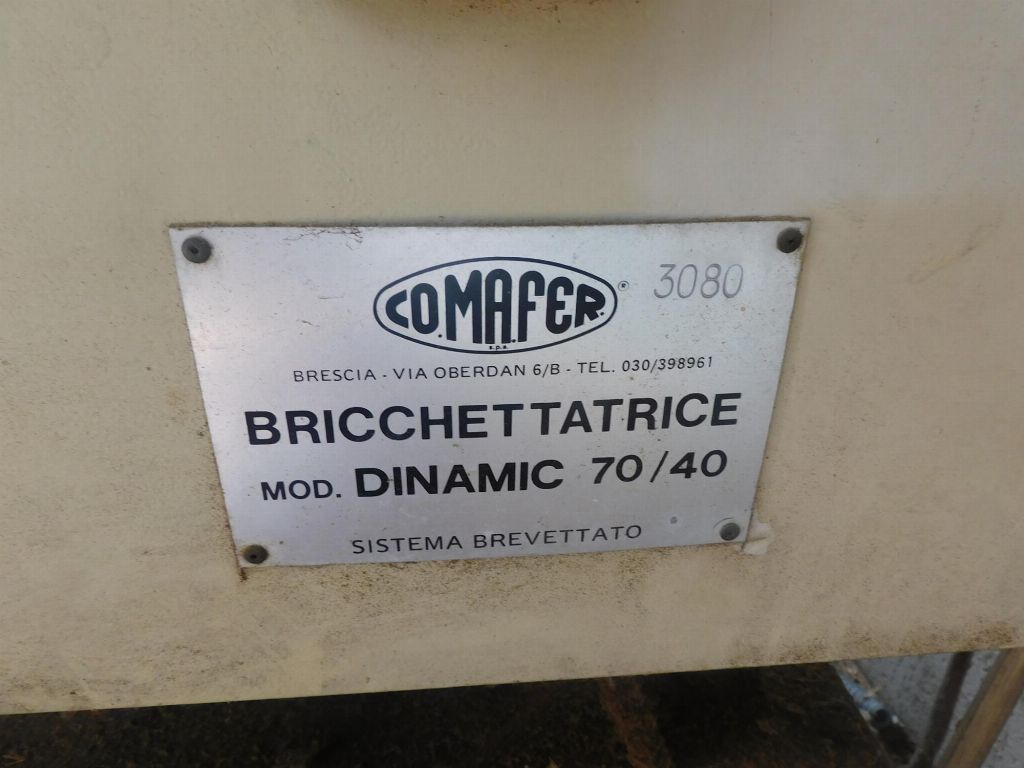 CO.MA.FER. ® 3080
s.p.a.
BRESCIA - VIA OBERDAN 6/B - TEL. 030/398961
BRICCHETTATRICE
MOD. DINAMIC 70/40
SISTEMA BREVETTATO